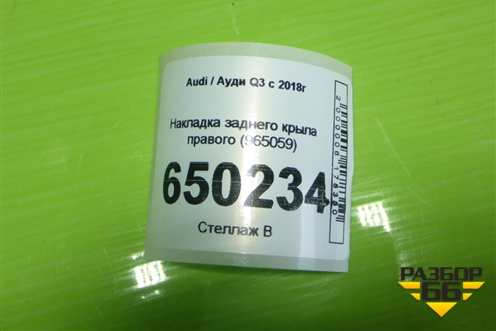 Audi / Ауди Q3 с 2018г
Накладка заднего крыла
правого (965059)
650234
Стеллаж В
РАЗБОР
66